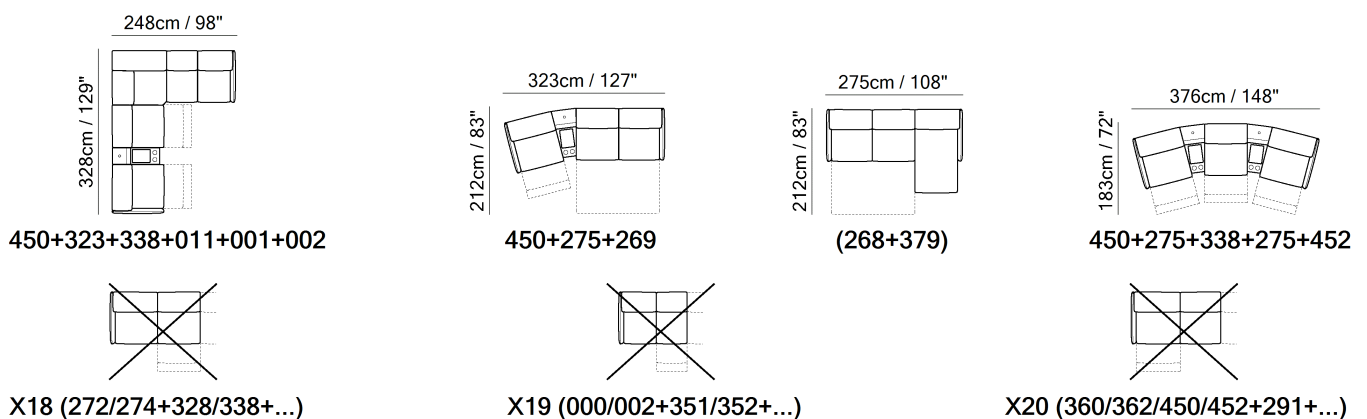 248cm / 98"
328cm / 129"
450+323+338+011+001+002
323cm / 127"
212cm / 83"
450+275+269
275cm / 108"
212cm / 83"
(268+379)
376cm / 148"
183cm / 72"
450+275+338+275+452
X18 (272/274+328/338+...)
X19 (000/002+351/352+...)
X20 (360/362/450/452+291+...)